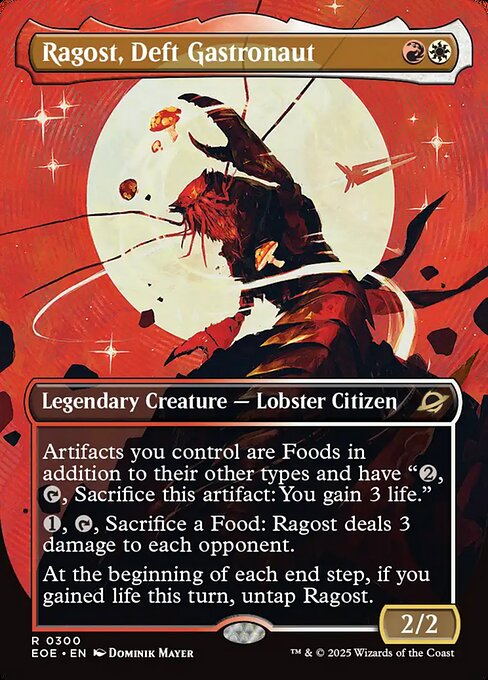 Ragost, Deft Gastronaut
Legendary Creature — Lobster Citizen
Artifacts you control are Foods in
addition to their other types and have “2,
Sacrifice this artifact: You gain 3 life.”
1, Sacrifice a Food: Ragost deals 3
damage to each opponent.
At the beginning of each end step, if you
gained life this turn, untap Ragost.
2/2
R 0300
EOE • EN DOMINIK MAYER
™ & © 2025 Wizards of the Coast